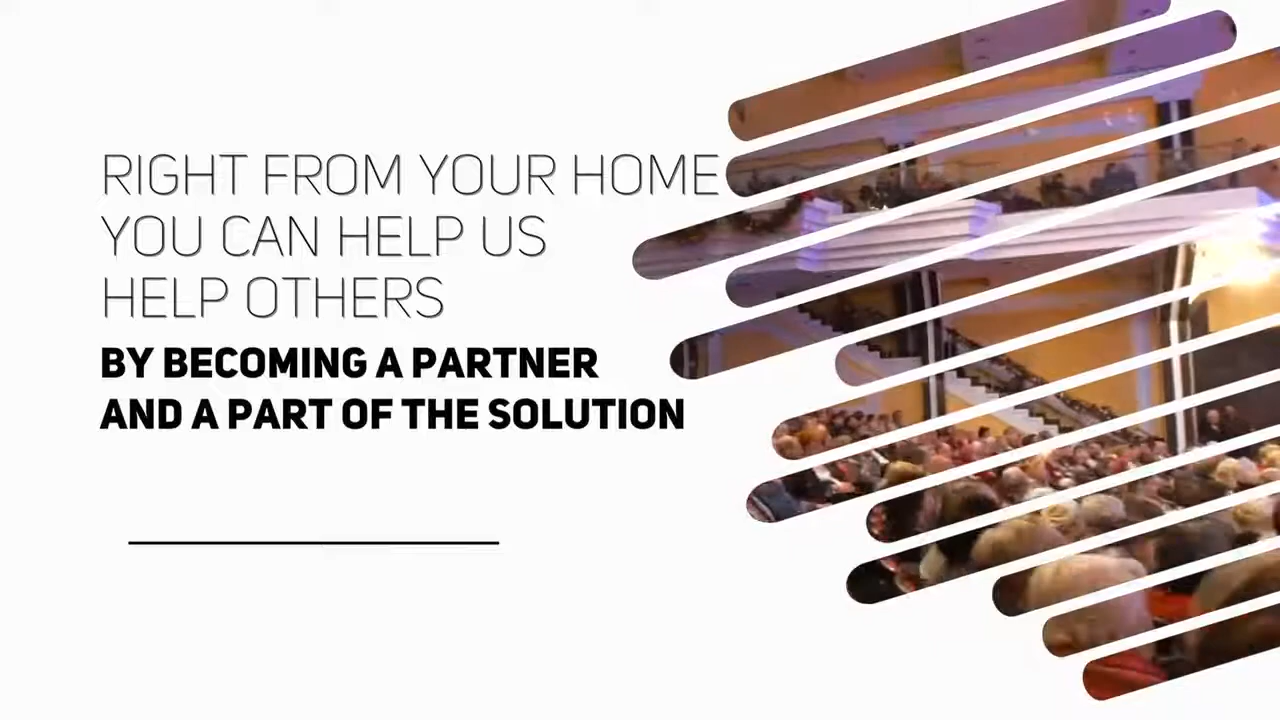 RIGHT FROM YOUR HOME
YOU CAN HELP US
HELP OTHERS
BY BECOMING A PARTNER
AND A PART OF THE SOLUTION